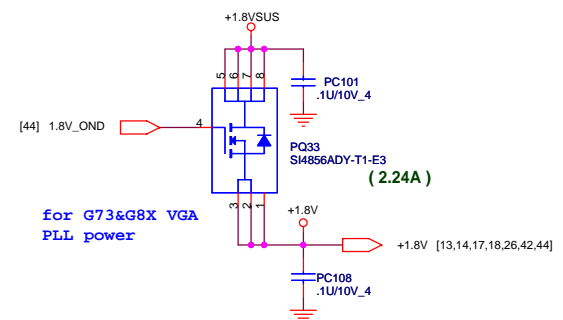 +1.8VSUS
5 6 7 8
PC101
.1U/10V_4
[44] 1.8V_OND
4
PQ33
SI4856ADY-T1-E3
( 2.24A )
3 2 1
for G73&G8X VGA
PLL power
+1.8V
+1.8V [13,14,17,18,26,42,44]
PC108
.1U/10V_4